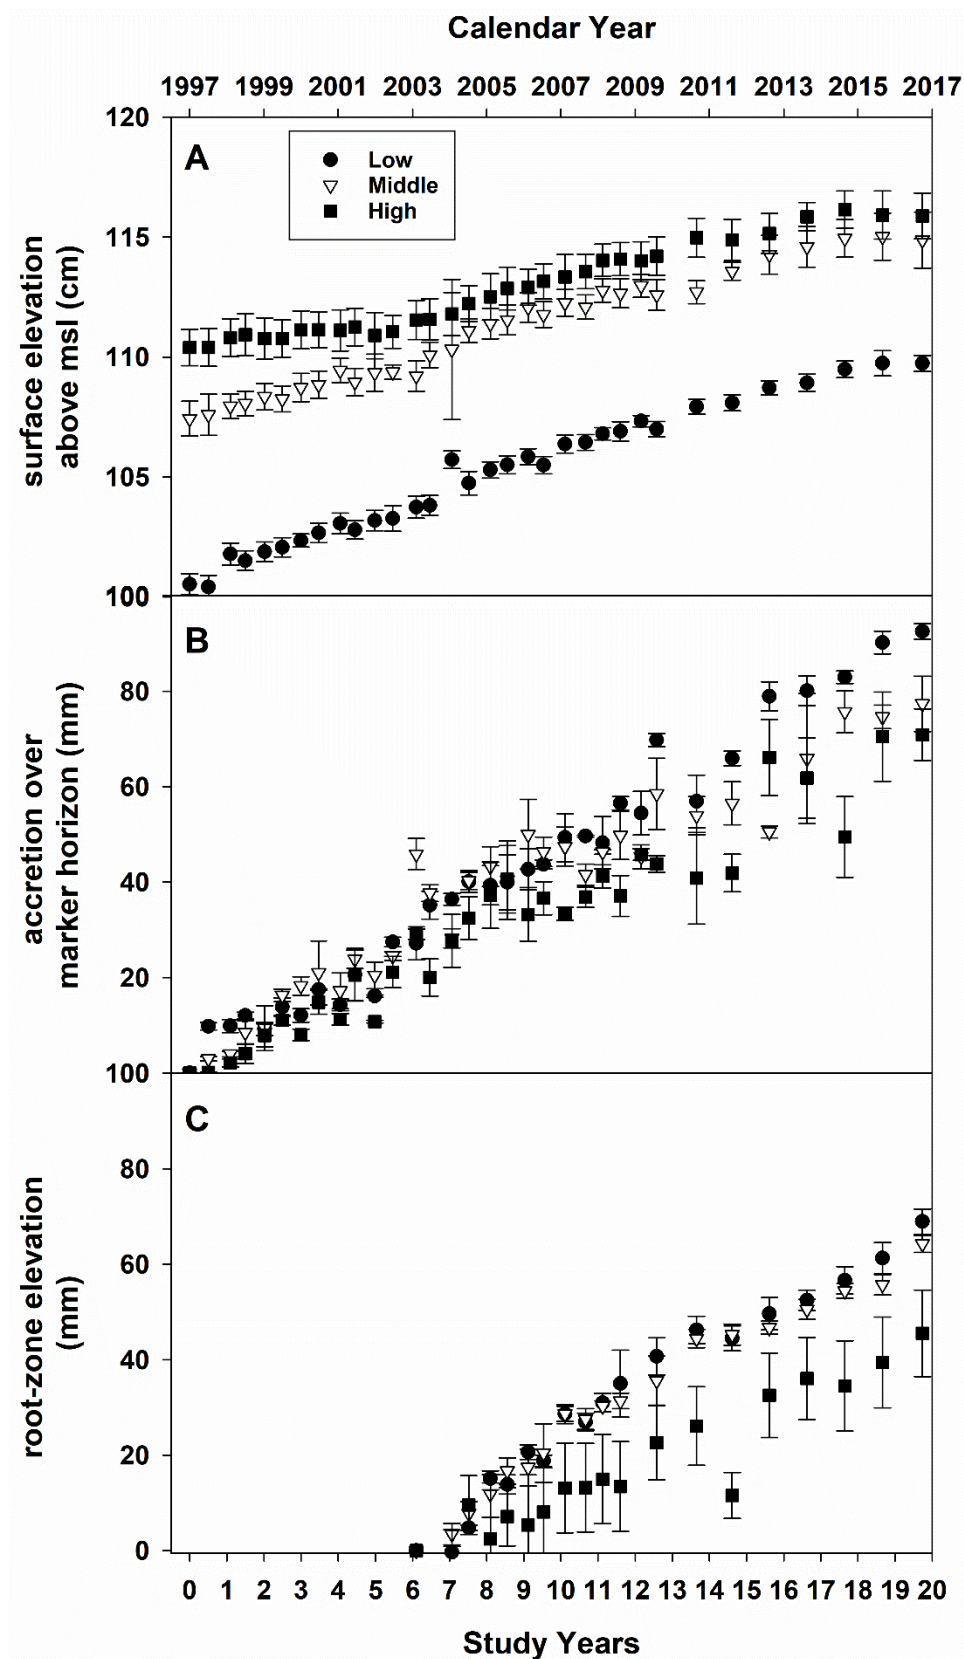 Calendar Year
1997 1999 2001 2003 2005 2007 2009 2011 2013 2015 2017
A
Low
Middle
High
surface elevation
above msl (cm)
120
115
110
105
100
B
accretion over
marker horizon (mm)
80
60
40
20
100
C
root-zone elevation
(mm)
80
60
40
20
0
0 1 2 3 4 5 6 7 8 9 10 11 12 13 14 15 16 17 18 19 20
Study Years